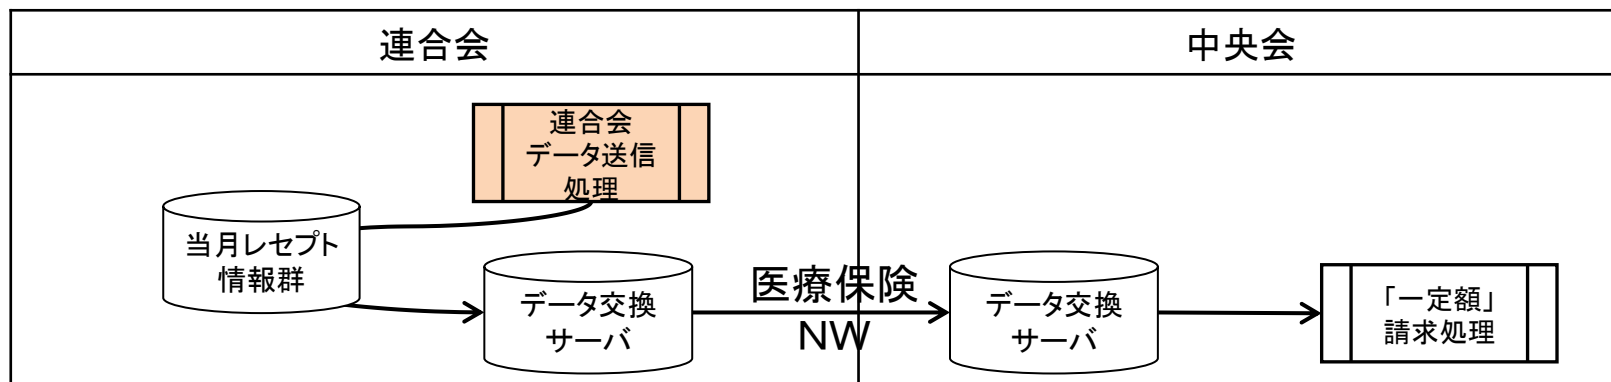 連合会
中央会
連合会
データ送信
処理
当月レセプト
情報群
データ交換
サーバ
医療保険
NW
データ交換
サーバ
「一定額」
請求処理